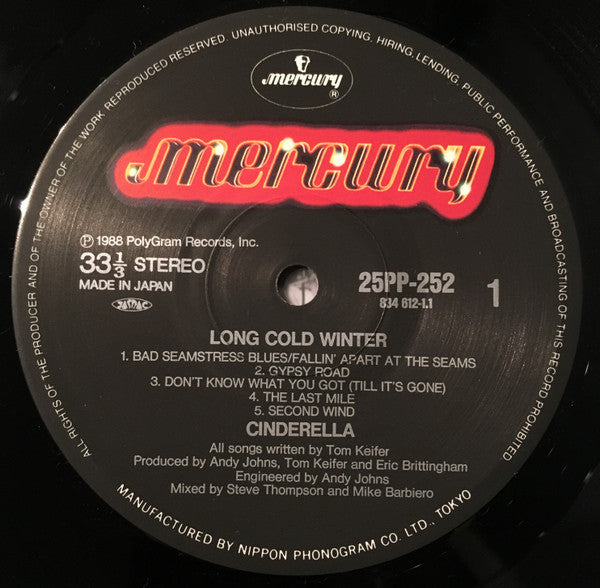 ALL RIGHTS OF THE PRODUCER AND OF THE OWNER OF THE WORK REPRODUCED RESERVED. UNAUTHORISED COPYING, HIRING, LENDING, PUBLIC PERFORMANCE AND BROADCASTING OF THIS RECORD PROHIBITED
mercury
®
mercury
Ⓟ 1988 PolyGram Records, Inc.
33 1/3 STEREO
MADE IN JAPAN
JASRAC
25PP-252
834 612-1.1
1
LONG COLD WINTER
1. BAD SEAMSTRESS BLUES/FALLIN' APART AT THE SEAMS
2. GYPSY ROAD
3. DON'T KNOW WHAT YOU GOT (TILL IT'S GONE)
4. THE LAST MILE
5. SECOND WIND
CINDERELLA
All songs written by Tom Keifer
Produced by Andy Johns, Tom Keifer and Eric Brittingham
Engineered by Andy Johns
Mixed by Steve Thompson and Mike Barbiero
MANUFACTURED BY NIPPON PHONOGRAM CO. LTD., TOKYO